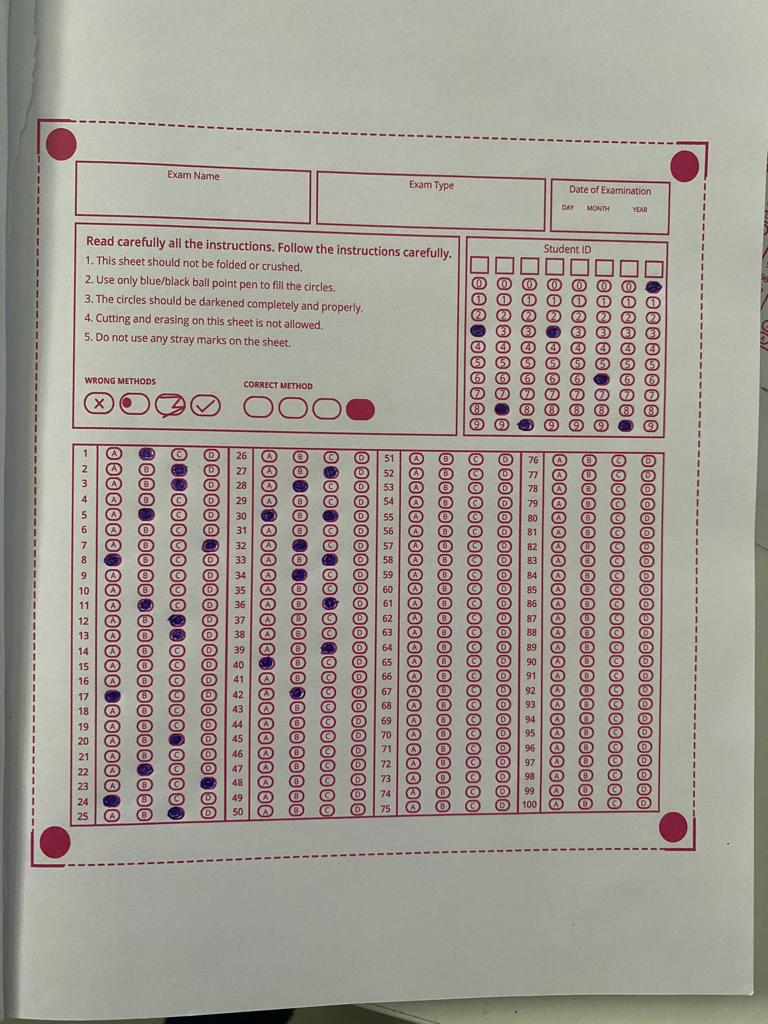 Exam Name
Exam Type
Date of Examination
DAY MONTH YEAR
Read carefully all the instructions. Follow the instructions carefully.
1. This sheet should not be folded or crushed.
2. Use only blue/black ball point pen to fill the circles.
3. The circles should be darkened completely and properly.
4. Cutting and erasing on this sheet is not allowed.
5. Do not use any stray marks on the sheet.
WRONG METHODS CORRECT METHOD
Student ID
0 0 0 0 0 0 0
1 1 1 1 1 1 1 1
2 2 2 2 2 2 2 2
3 3 3 3 3 3
4 4 4 4 4 4 4 4
5 5 5 5 5 5 5 5
6 6 6 6 6 6 6
7 7 7 7 7 7 7 7
8 8 8 8 8 8 8
9 9 9 9 9 9
1 A C D 26 A B C D 51 A B C D 76 A B C D
2 A B D 27 A B D 52 A B C D 77 A B C D
3 A B D 28 A C D 53 A B C D 78 A B C D
4 A B C D 29 A B C D 54 A B C D 79 A B C D
5 A C D 30 B D 55 A B C D 80 A B C D
6 A B C D 31 A B C D 56 A B C D 81 A B C D
7 A B C 32 A C D 57 A B C D 82 A B C D
8 B C D 33 A B D 58 A B C D 83 A B C D
9 A B C D 34 A C D 59 A B C D 84 A B C D
10 A B C D 35 A B C D 60 A B C D 85 A B C D
11 A C D 36 A B D 61 A B C D 86 A B C D
12 A B D 37 A B C D 62 A B C D 87 A B C D
13 A B D 38 A B C D 63 A B C D 88 A B C D
14 A B C D 39 A B D 64 A B C D 89 A B C D
15 A B C D 40 B C D 65 A B C D 90 A B C D
16 A B C D 41 A B C D 66 A B C D 91 A B C D
17 B C D 42 A C D 67 A B C D 92 A B C D
18 A B C D 43 A B C D 68 A B C D 93 A B C D
19 A B C D 44 A B C D 69 A B C D 94 A B C D
20 A B D 45 A B C D 70 A B C D 95 A B C D
21 A B C D 46 A B C D 71 A B C D 96 A B C D
22 A C D 47 A B C D 72 A B C D 97 A B C D
23 A B C 48 A B C D 73 A B C D 98 A B C D
24 B C D 49 A B C D 74 A B C D 99 A B C D
25 A B D 50 A B C D 75 A B C D 100 A B C D